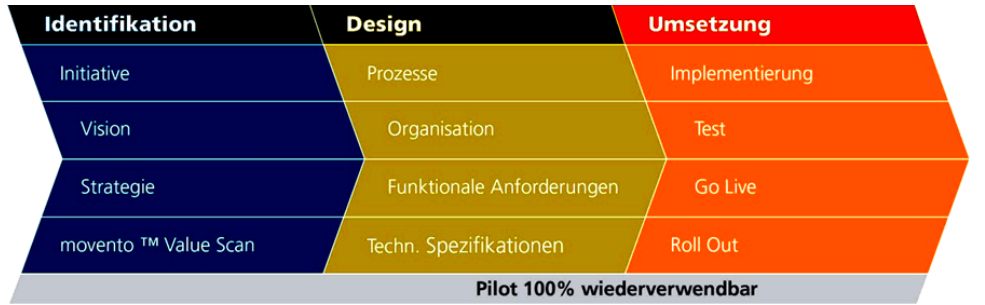 Identifikation
Design
Umsetzung
Initiative
Prozesse
Implementierung
Vision
Organisation
Test
Strategie
Funktionale Anforderungen
Go Live
movento ™ Value Scan
Techn. Spezifikationen
Roll Out
Pilot 100% wiederverwendbar